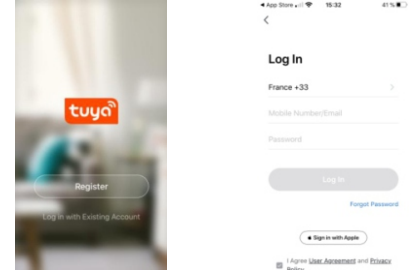 tuya
Register
Log in with Existing Account
App Store 15:32 41%
Log In
France +33
Mobile Number/Email
Password
Log In
Forgot Password
Sign in with Apple
I Agree User Agreement and Privacy
Policy